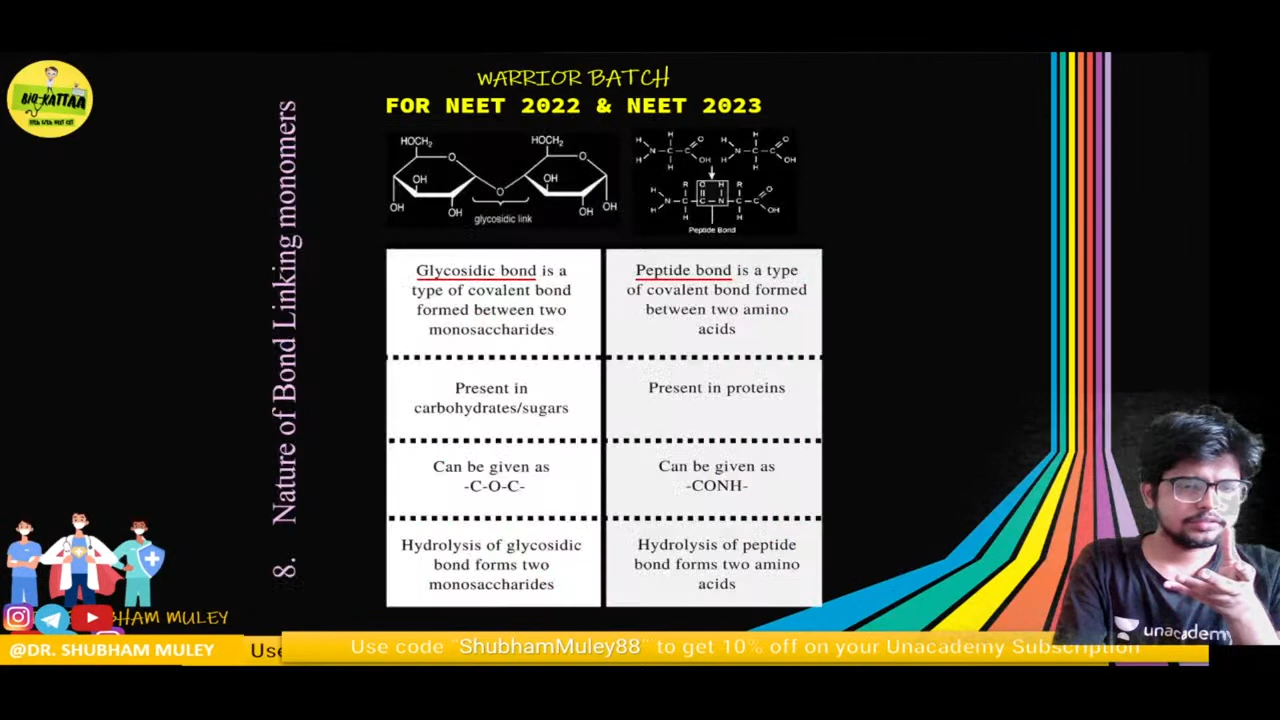 WARRIOR BATCH
FOR NEET 2022 & NEET 2023
BIO-KATTAA
8. Nature of Bond Linking monomers
HOCH₂
HOCH₂
O
O
OH
OH
O
OH
OH
OH
OH
glycosidic link
Peptide Bond
Glycosidic bond is a
type of covalent bond
formed between two
monosaccharides
Peptide bond is a type
of covalent bond formed
between two amino
acids
Present in
carbohydrates/sugars
Present in proteins
Can be given as
-C-O-C-
Can be given as
-CONH-
Hydrolysis of glycosidic
bond forms two
monosaccharides
Hydrolysis of peptide
bond forms two amino
acids
unacademy
BHAM MULEY
@DR. SHUBHAM MULEY
Use
Use code "ShubhamMuley88" to get 10% off on your Unacademy Subscription